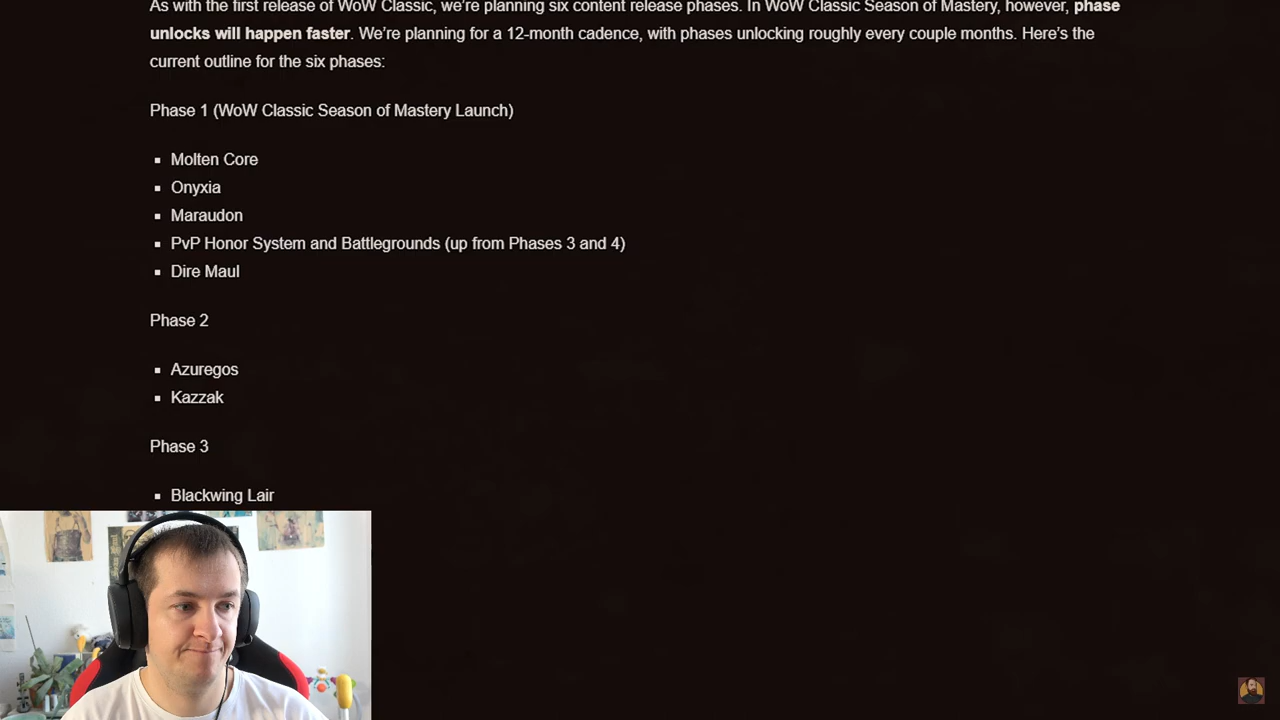 As with the first release of WoW Classic, we're planning six content release phases. In WoW Classic Season of Mastery, however, phase
unlocks will happen faster. We're planning for a 12-month cadence, with phases unlocking roughly every couple months. Here's the
current outline for the six phases:
Phase 1 (WoW Classic Season of Mastery Launch)
▪ Molten Core
▪ Onyxia
▪ Maraudon
▪ PvP Honor System and Battlegrounds (up from Phases 3 and 4)
▪ Dire Maul
Phase 2
▪ Azuregos
▪ Kazzak
Phase 3
▪ Blackwing Lair